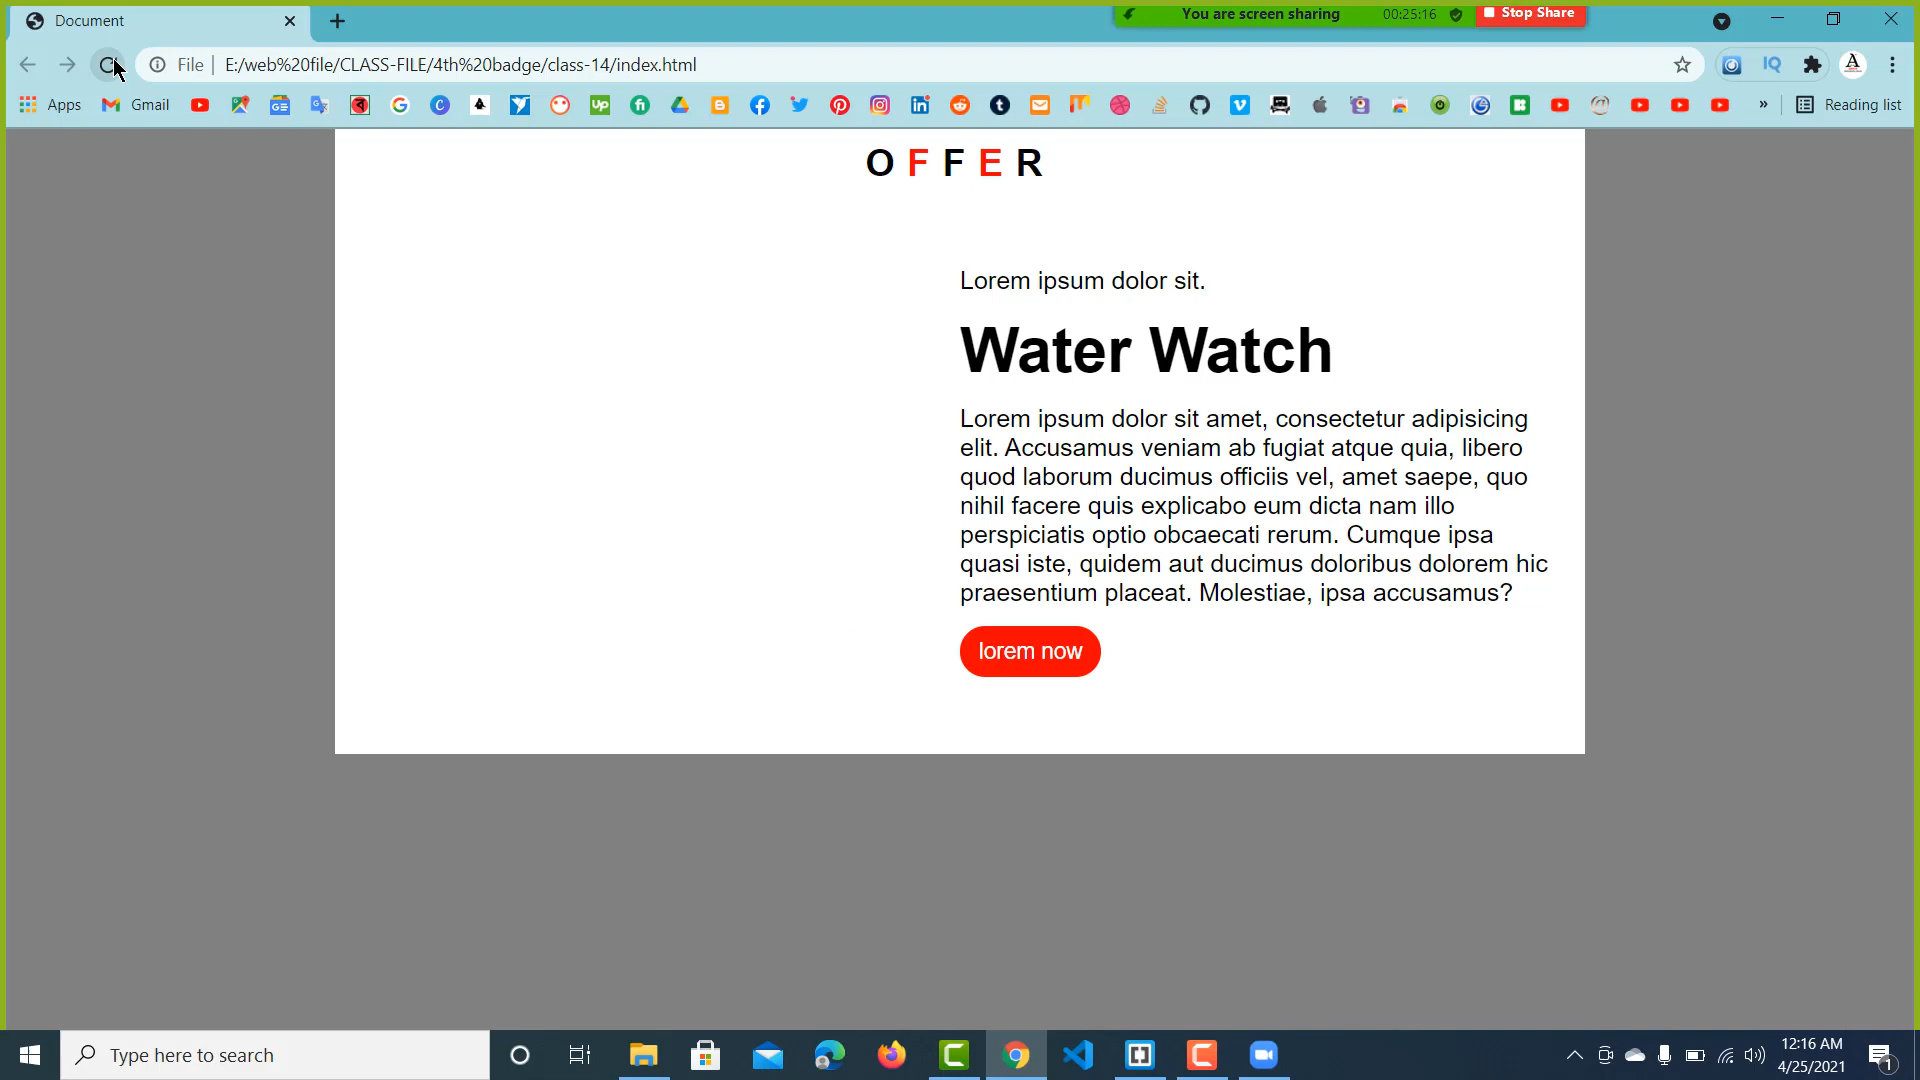 Document
You are screen sharing 00:25:16 Stop Share
File E:/web%20file/CLASS-FILE/4th%20badge/class-14/index.html
IQ
Apps Gmail Reading list
O F F E R
Lorem ipsum dolor sit.
Water Watch
Lorem ipsum dolor sit amet, consectetur adipisicing
elit. Accusamus veniam ab fugiat atque quia, libero
quod laborum ducimus officiis vel, amet saepe, quo
nihil facere quis explicabo eum dicta nam illo
perspiciatis optio obcaecati rerum. Cumque ipsa
quasi iste, quidem aut ducimus doloribus dolorem hic
praesentium placeat. Molestiae, ipsa accusamus?
lorem now
Type here to search
12:16 AM
4/25/2021
1